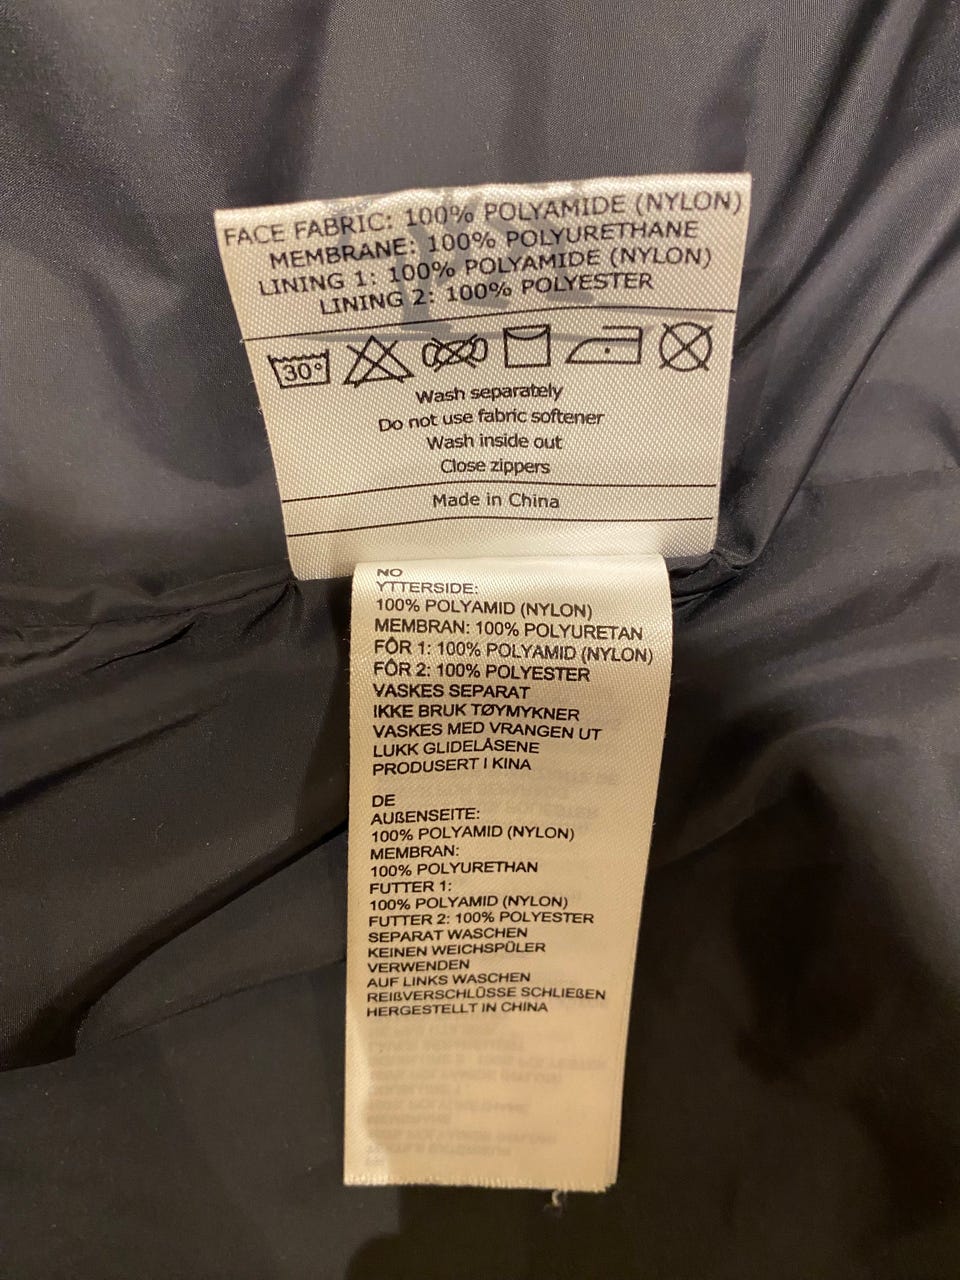 FACE FABRIC: 100% POLYAMIDE (NYLON)
MEMBRANE: 100% POLYURETHANE
LINING 1: 100% POLYAMIDE (NYLON)
LINING 2: 100% POLYESTER
30°
Wash separately
Do not use fabric softener
Wash inside out
Close zippers
Made in China
NO
YTTERSIDE:
100% POLYAMID (NYLON)
MEMBRAN: 100% POLYURETAN
FÔR 1: 100% POLYAMID (NYLON)
FÔR 2: 100% POLYESTER
VASKES SEPARAT
IKKE BRUK TØYMYKNER
VASKES MED VRANGEN UT
LUKK GLIDELÅSENE
PRODUSERT I KINA
DE
AUßENSEITE:
100% POLYAMID (NYLON)
MEMBRAN:
100% POLYURETHAN
FUTTER 1:
100% POLYAMID (NYLON)
FUTTER 2: 100% POLYESTER
SEPARAT WASCHEN
KEINEN WEICHSPÜLER
VERWENDEN
AUF LINKS WASCHEN
REIßVERSCHLÜSSE SCHLIEßEN
HERGESTELLT IN CHINA